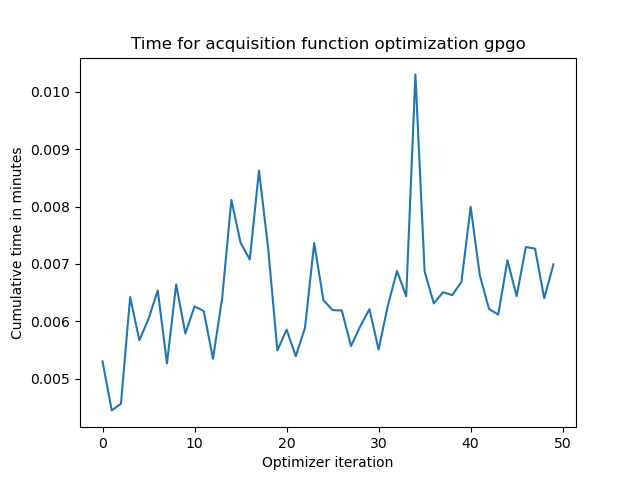 Time for acquisition function optimization gpgo
0.010
0.009
0.008
0.007
0.006
0.005
Cumulative time in minutes
0 10 20 30 40 50
Optimizer iteration